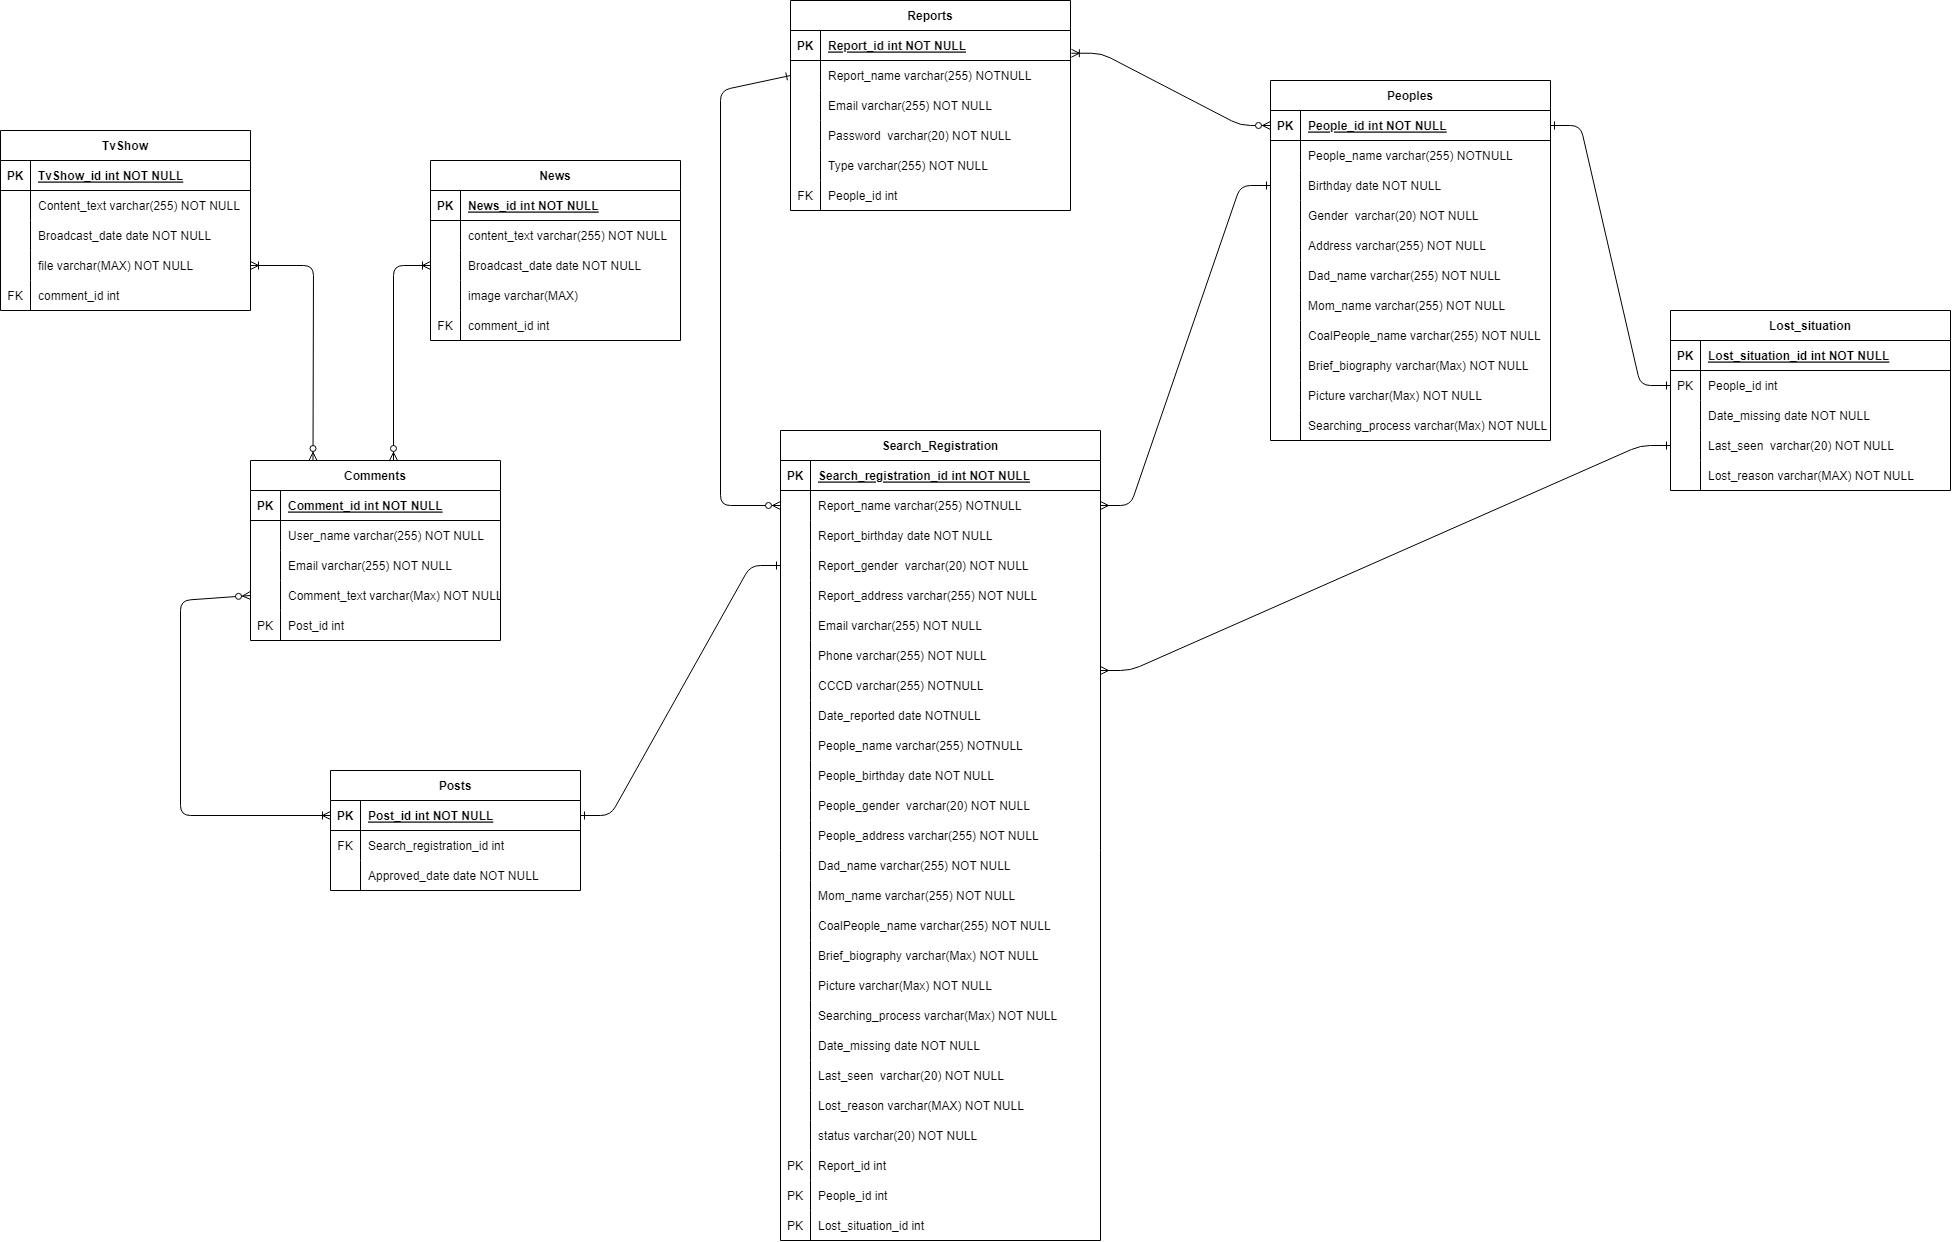 Reports
PK Report_id int NOT NULL
Report_name varchar(255) NOTNULL
Email varchar(255) NOT NULL
Password  varchar(20) NOT NULL
Type varchar(255) NOT NULL
FK People_id int
Peoples
PK People_id int NOT NULL
People_name varchar(255) NOTNULL
Birthday date NOT NULL
Gender  varchar(20) NOT NULL
Address varchar(255) NOT NULL
Dad_name varchar(255) NOT NULL
Mom_name varchar(255) NOT NULL
CoalPeople_name varchar(255) NOT NULL
Brief_biography varchar(Max) NOT NULL
Picture varchar(Max) NOT NULL
Searching_process varchar(Max) NOT NULL
TvShow
PK TvShow_id int NOT NULL
Content_text varchar(255) NOT NULL
Broadcast_date date NOT NULL
file varchar(MAX) NOT NULL
FK comment_id int
News
PK News_id int NOT NULL
content_text varchar(255) NOT NULL
Broadcast_date date NOT NULL
image varchar(MAX)
FK comment_id int
Lost_situation
PK Lost_situation_id int NOT NULL
PK People_id int
Date_missing date NOT NULL
Last_seen  varchar(20) NOT NULL
Lost_reason varchar(MAX) NOT NULL
Comments
PK Comment_id int NOT NULL
User_name varchar(255) NOT NULL
Email varchar(255) NOT NULL
Comment_text varchar(Max) NOT NULL
PK Post_id int
Search_Registration
PK Search_registration_id int NOT NULL
Report_name varchar(255) NOTNULL
Report_birthday date NOT NULL
Report_gender  varchar(20) NOT NULL
Report_address varchar(255) NOT NULL
Email varchar(255) NOT NULL
Phone varchar(255) NOT NULL
CCCD varchar(255) NOTNULL
Date_reported date NOTNULL
People_name varchar(255) NOTNULL
People_birthday date NOT NULL
People_gender  varchar(20) NOT NULL
People_address varchar(255) NOT NULL
Dad_name varchar(255) NOT NULL
Mom_name varchar(255) NOT NULL
CoalPeople_name varchar(255) NOT NULL
Brief_biography varchar(Max) NOT NULL
Picture varchar(Max) NOT NULL
Searching_process varchar(Max) NOT NULL
Date_missing date NOT NULL
Last_seen  varchar(20) NOT NULL
Lost_reason varchar(MAX) NOT NULL
status varchar(20) NOT NULL
PK Report_id int
PK People_id int
PK Lost_situation_id int
Posts
PK Post_id int NOT NULL
FK Search_registration_id int
Approved_date date NOT NULL